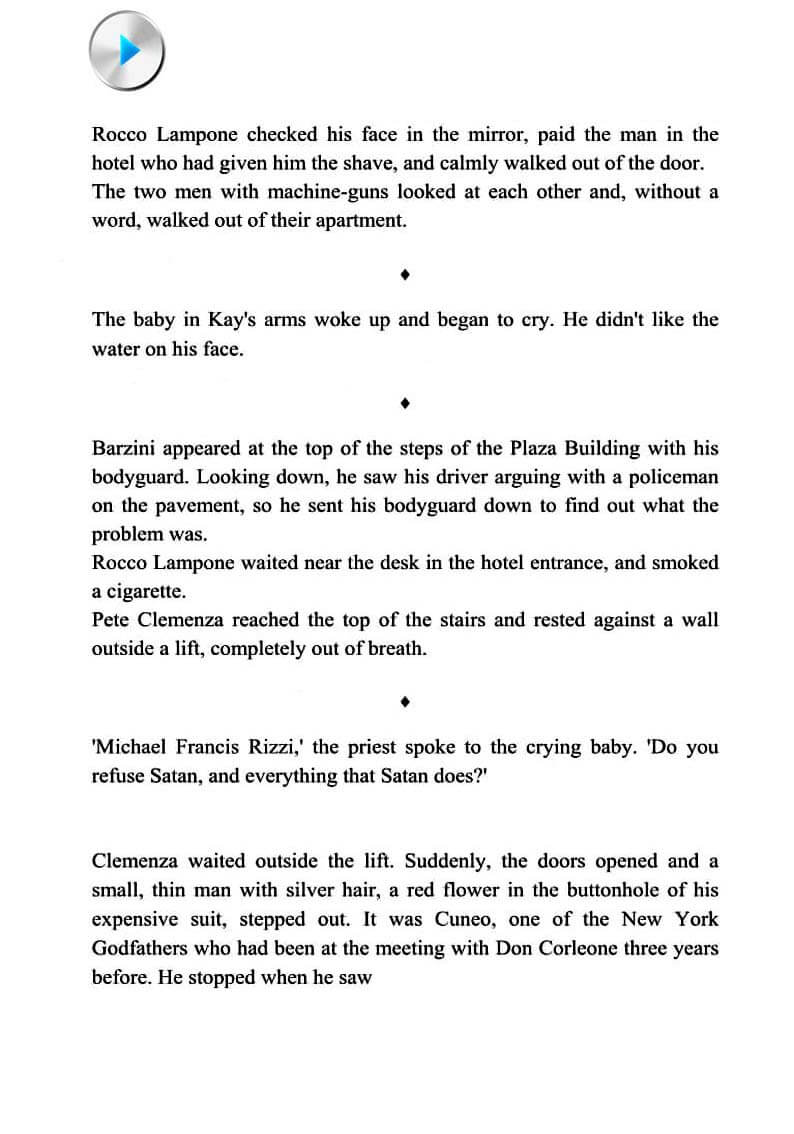 Rocco Lampone checked his face in the mirror, paid the man in the
hotel who had given him the shave, and calmly walked out of the door.
The two men with machine-guns looked at each other and, without a
word, walked out of their apartment.
The baby in Kay's arms woke up and began to cry. He didn't like the
water on his face.
Barzini appeared at the top of the steps of the Plaza Building with his
bodyguard. Looking down, he saw his driver arguing with a policeman
on the pavement, so he sent his bodyguard down to find out what the
problem was.
Rocco Lampone waited near the desk in the hotel entrance, and smoked
a cigarette.
Pete Clemenza reached the top of the stairs and rested against a wall
outside a lift, completely out of breath.
'Michael Francis Rizzi,' the priest spoke to the crying baby. 'Do you
refuse Satan, and everything that Satan does?'
Clemenza waited outside the lift. Suddenly, the doors opened and a
small, thin man with silver hair, a red flower in the buttonhole of his
expensive suit, stepped out. It was Cuneo, one of the New York
Godfathers who had been at the meeting with Don Corleone three years
before. He stopped when he saw